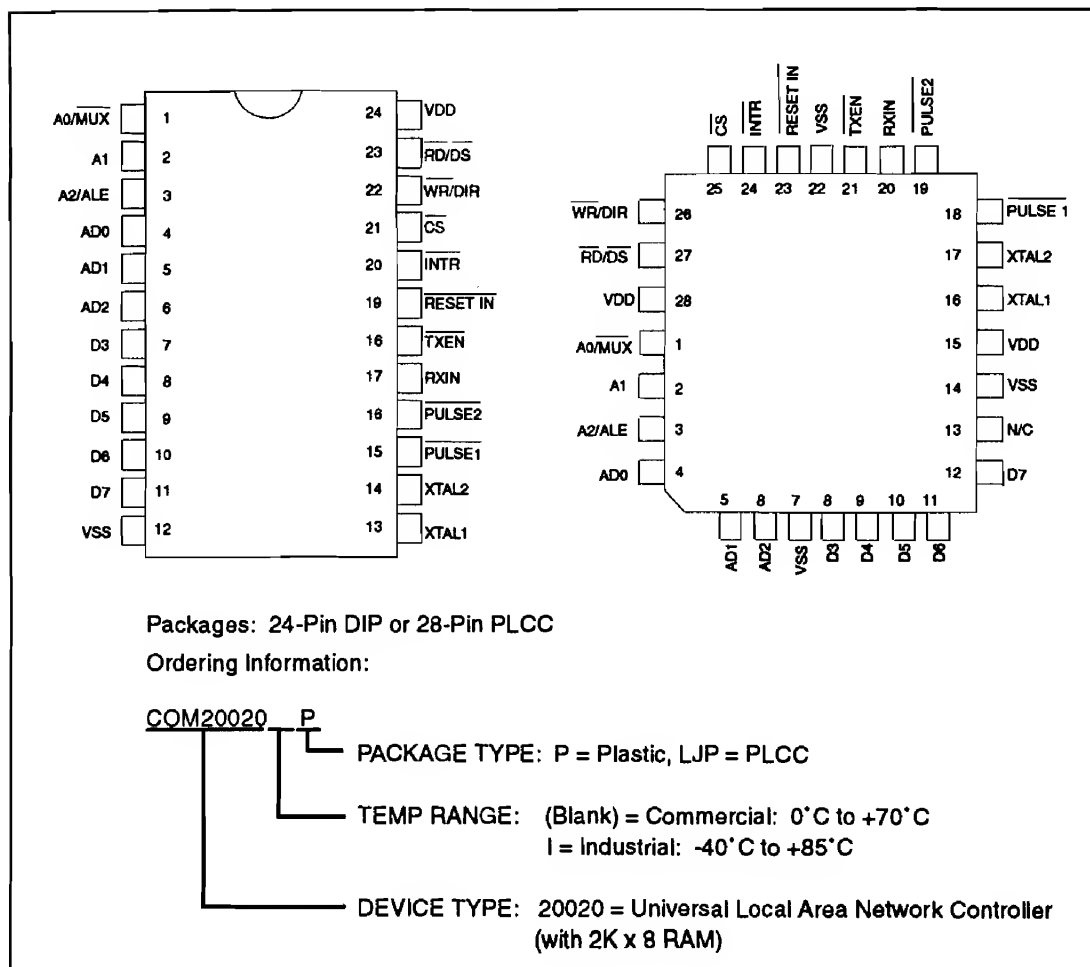 A0/MUX 1 24 VDD
A1 2 23 RD/DS
A2/ALE 3 22 WR/DIR
AD0 4 21 CS
AD1 5 20 INTR
AD2 6 19 RESET IN
D3 7 16 TXEN
D4 8 17 RXIN
D5 9 16 PULSE2
D6 10 15 PULSE1
D7 11 14 XTAL2
VSS 12 13 XTAL1
CS INTR RESET IN VSS TXEN RXIN PULSE2
25 24 23 22 21 20 19
WR/DIR 26 18 PULSE 1
RD/DS 27 17 XTAL2
VDD 28 16 XTAL1
A0/MUX 1 15 VDD
A1 2 14 VSS
A2/ALE 3 13 N/C
AD0 4 12 D7
5 8 7 8 9 10 11
AD1 AD2 VSS D3 D4 D5 D6
Packages: 24-Pin DIP or 28-Pin PLCC
Ordering Information:
COM20020 P
PACKAGE TYPE: P = Plastic, LJP = PLCC
TEMP RANGE: (Blank) = Commercial: 0°C to +70°C
I = Industrial: -40°C to +85°C
DEVICE TYPE: 20020 = Universal Local Area Network Controller
(with 2K x 8 RAM)